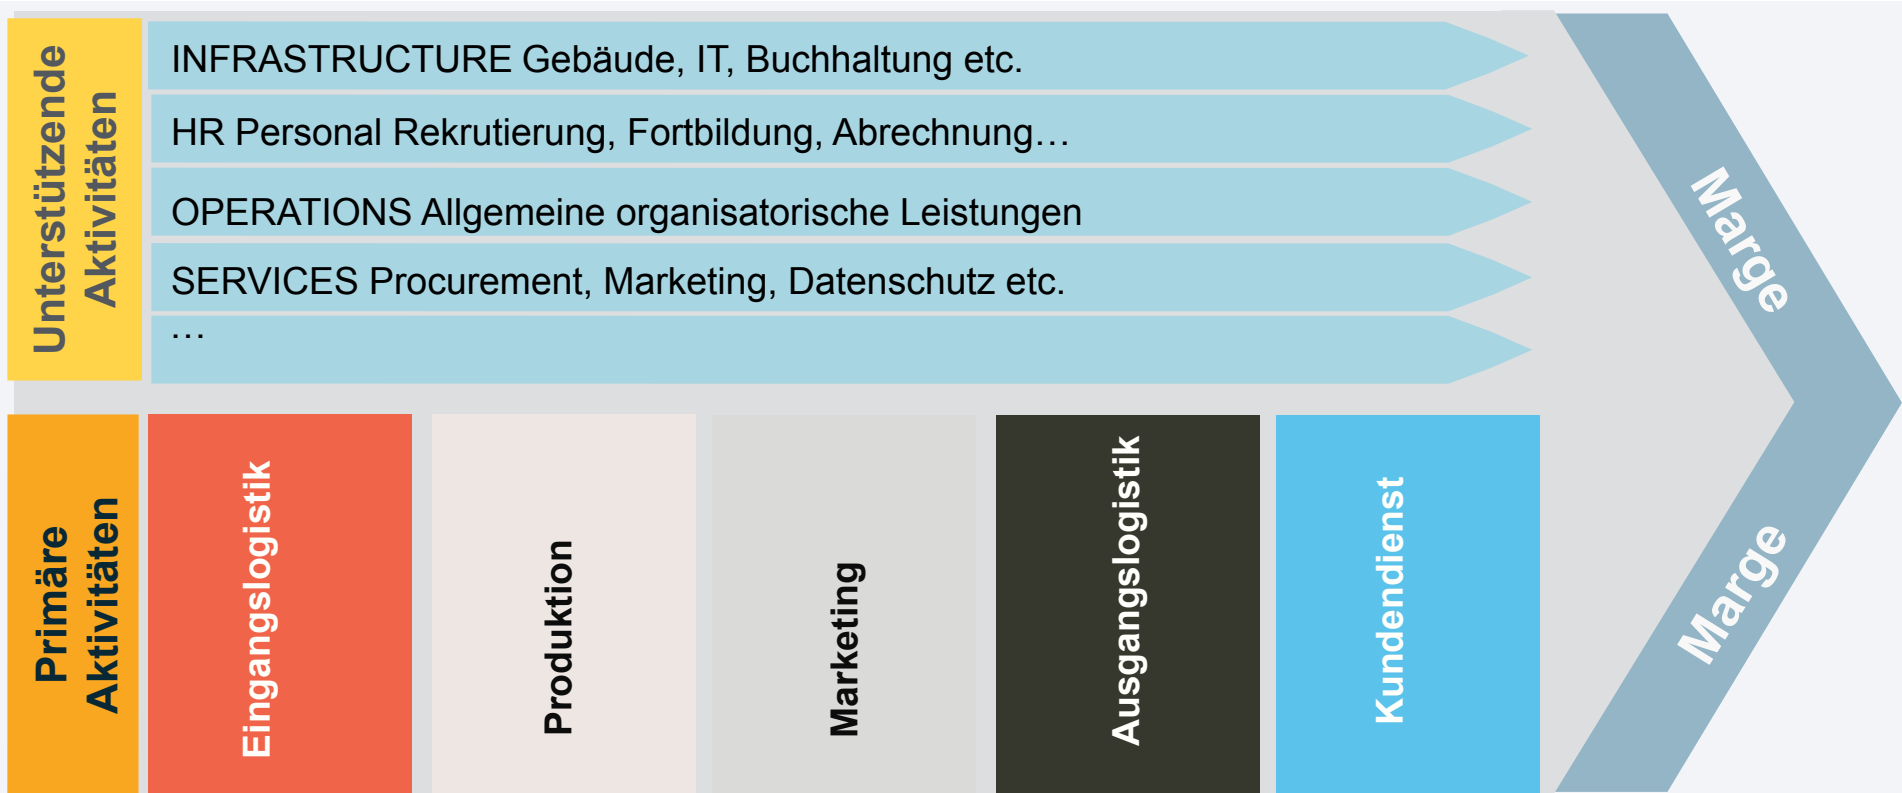 Unterstützende
Aktivitäten
INFRASTRUCTURE Gebäude, IT, Buchhaltung etc.
HR Personal Rekrutierung, Fortbildung, Abrechnung…
OPERATIONS Allgemeine organisatorische Leistungen
SERVICES Procurement, Marketing, Datenschutz etc.
…
Marge
Primäre
Aktivitäten
Eingangslogistik
Produktion
Marketing
Ausgangslogistik
Kundendienst
Marge